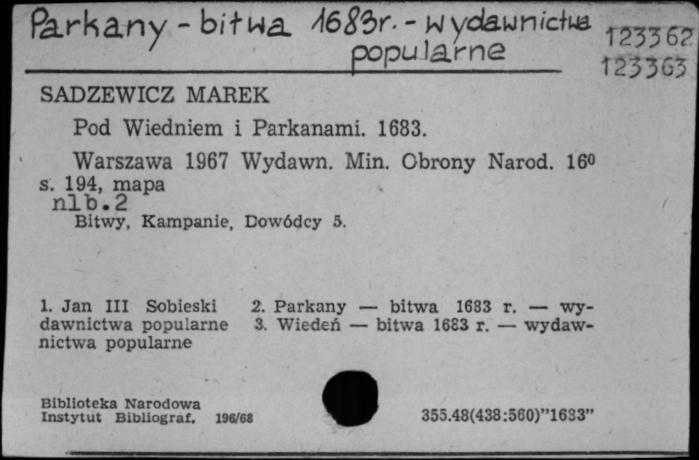 Parkany - bitwa 1683r. - wydawnictwa
popularne
123362
123363
SADZEWICZ MAREK
Pod Wiedniem i Parkanami. 1683.
Warszawa 1967 Wydawn. Min. Obrony Narod. 16⁰
s. 194, mapa
nlb. 2
Bitwy, Kampanie, Dowódcy 5.
1. Jan III Sobieski 2. Parkany — bitwa 1683 r. — wy-
dawnictwa popularne 3. Wiedeń — bitwa 1683 r. — wydaw-
nictwa popularne
Biblioteka Narodowa
Instytut Bibliograf. 196/68
355.48(438:560)"1683"